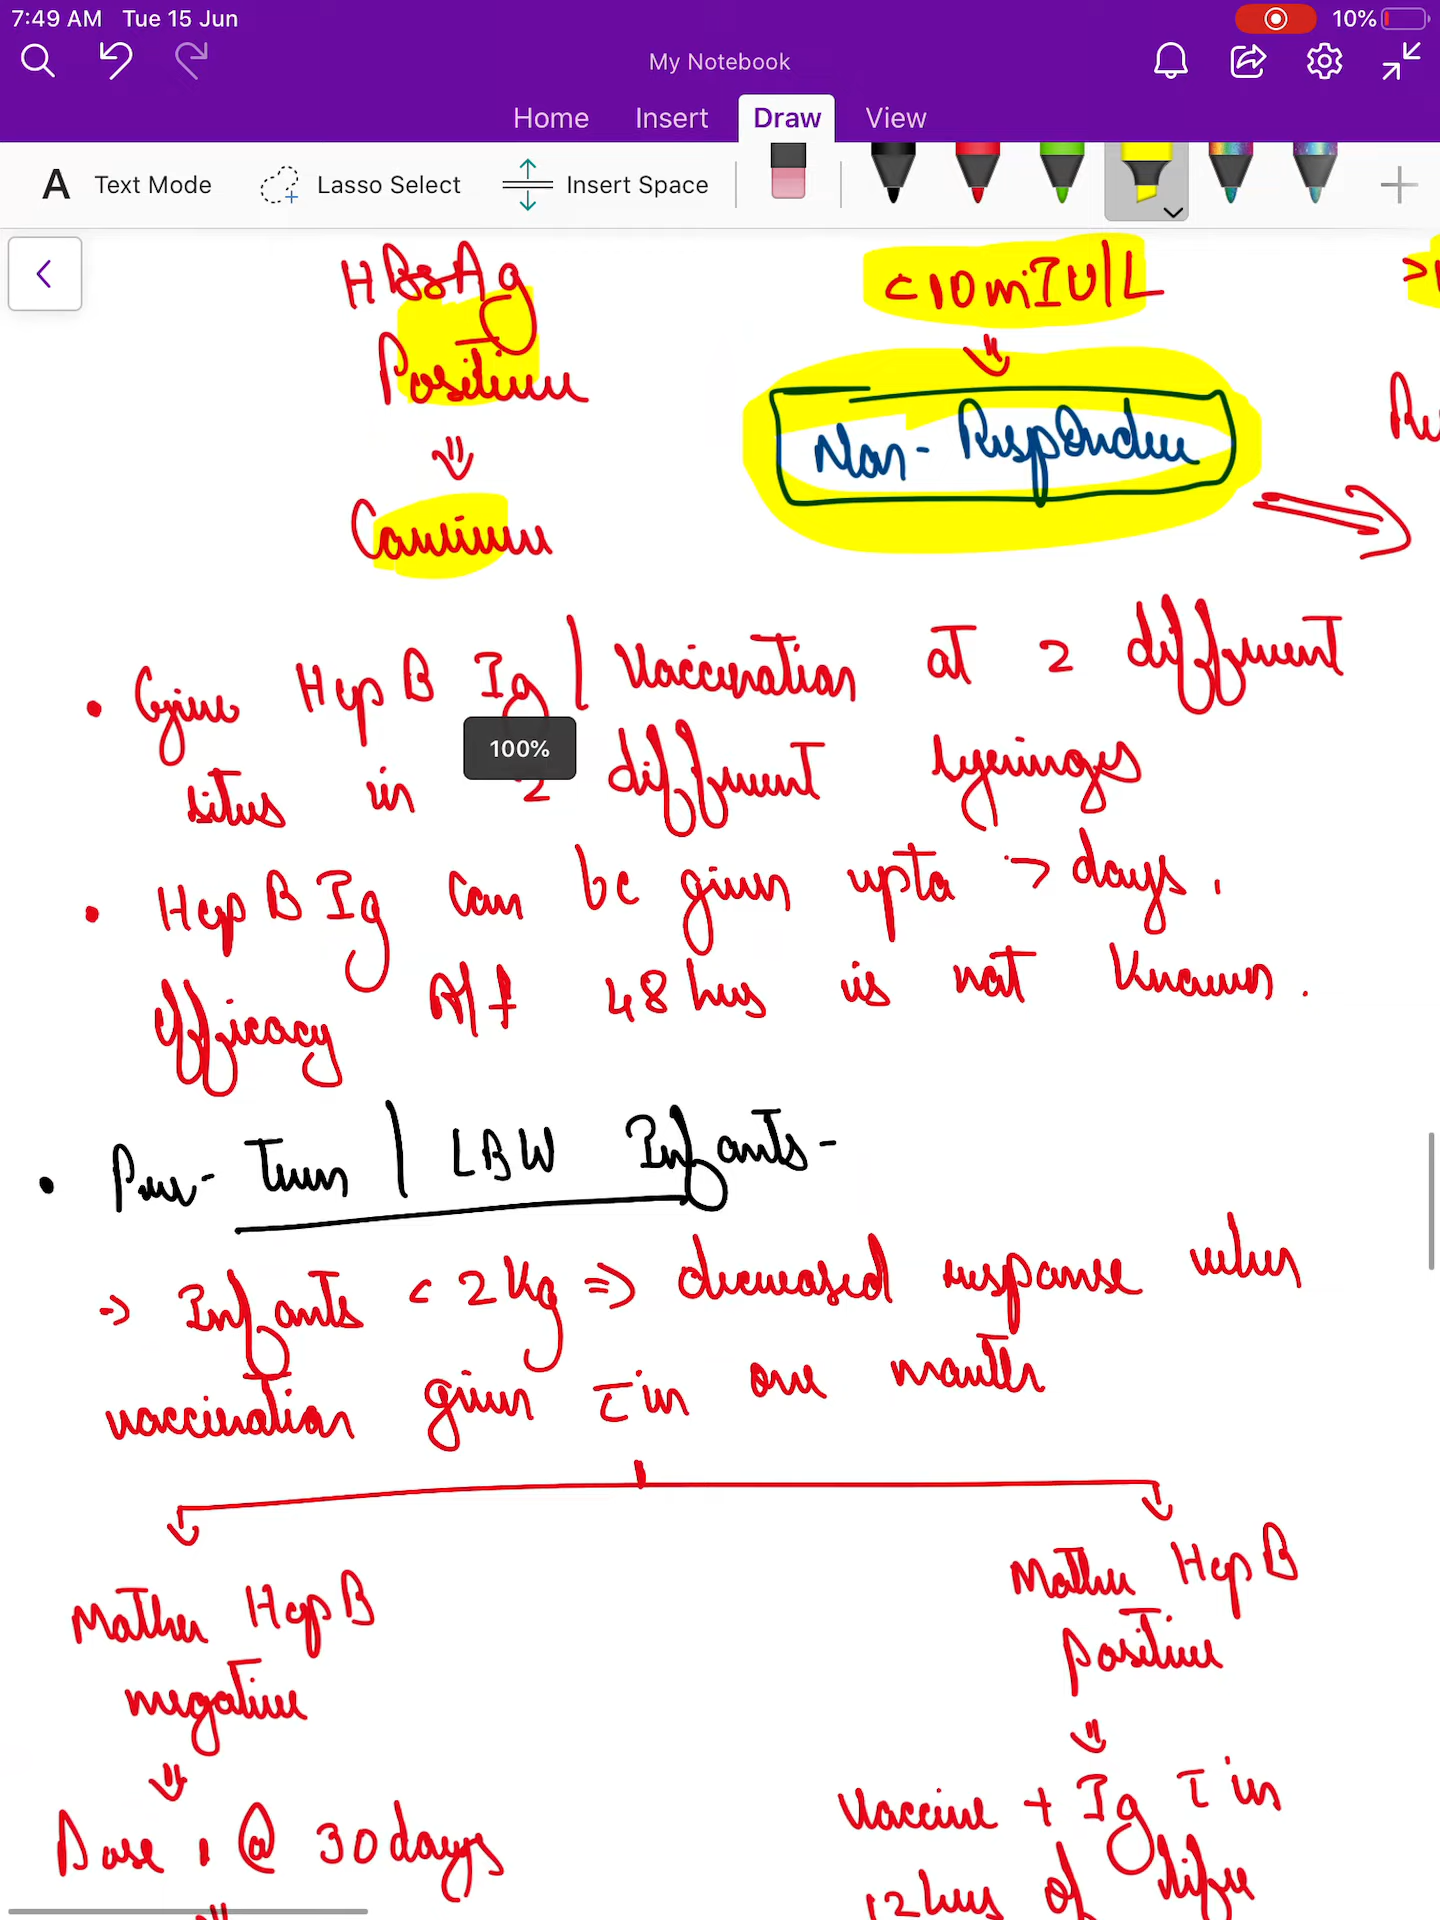 7:49 AM Tue 15 Jun
10%
My Notebook
Home Insert Draw View
A Text Mode Lasso Select Insert Space
HBsAg <10mIU/L >
Positive
Non-Responder
Carrier
• Give Hep B Ig / Vaccination at 2 different
100%
sites in 2 different syringes
• Hep B Ig can be given upto 7 days.
efficacy A/f 48 hrs is not known.
• Pre-Term / LBW Infants-
→ Infants < 2 Kg ⇒ decreased response when
vaccination given c̄ in one month
Mother Hep B
negative
Mother Hep B
positive
Dose 1 @ 30 days
Vaccine + Ig c̄ in
12 hrs of life